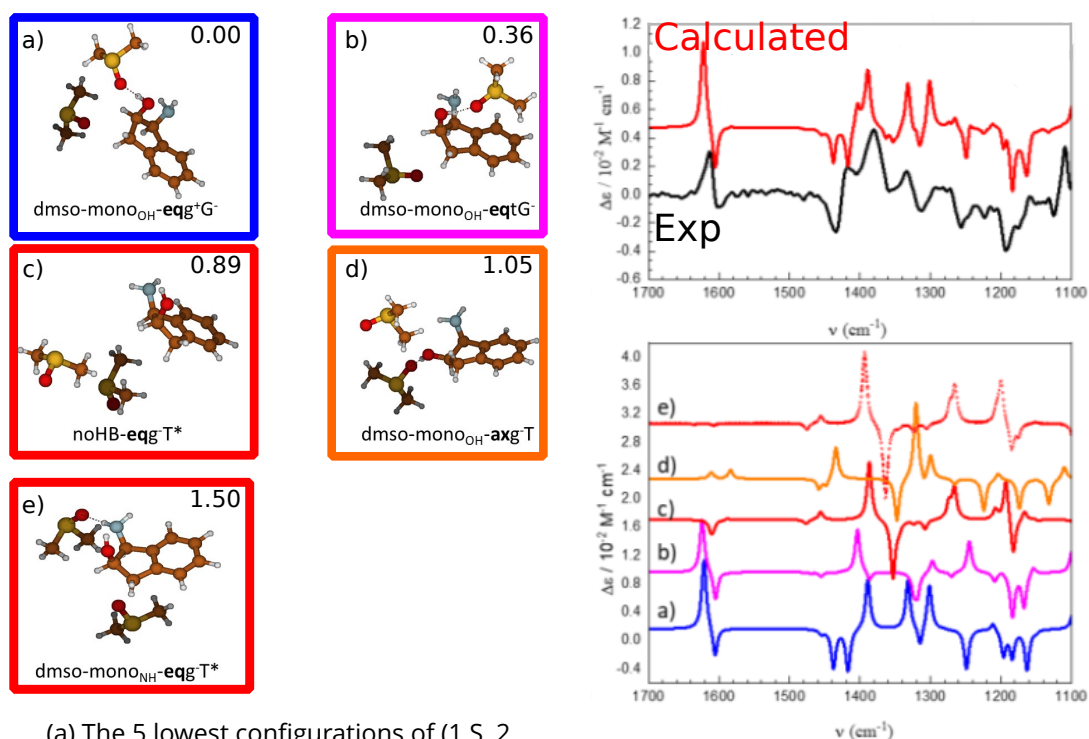 a) 0.00
dmso-monoOH-eqg+G-
b) 0.36
dmso-monoOH-eqtG-
c) 0.89
noHB-eqg-T*
d) 1.05
dmso-monoOH-axg-T
e) 1.50
dmso-monoNH-eqg-T*
(a) The 5 lowest configurations of (1 S, 2
Calculated
Exp
Δε / 10⁻² M⁻¹ cm⁻¹
1.2
1.0
0.8
0.6
0.4
0.2
0.0
-0.2
-0.4
-0.6
1700 1600 1500 1400 1300 1200 1100
ν (cm⁻¹)
Δε / 10⁻² M⁻¹ cm⁻¹
4.0
3.6
3.2
2.8
2.4
2.0
1.6
1.2
0.8
0.4
0.0
-0.4
e)
d)
c)
b)
a)
1700 1600 1500 1400 1300 1200 1100
ν (cm⁻¹)